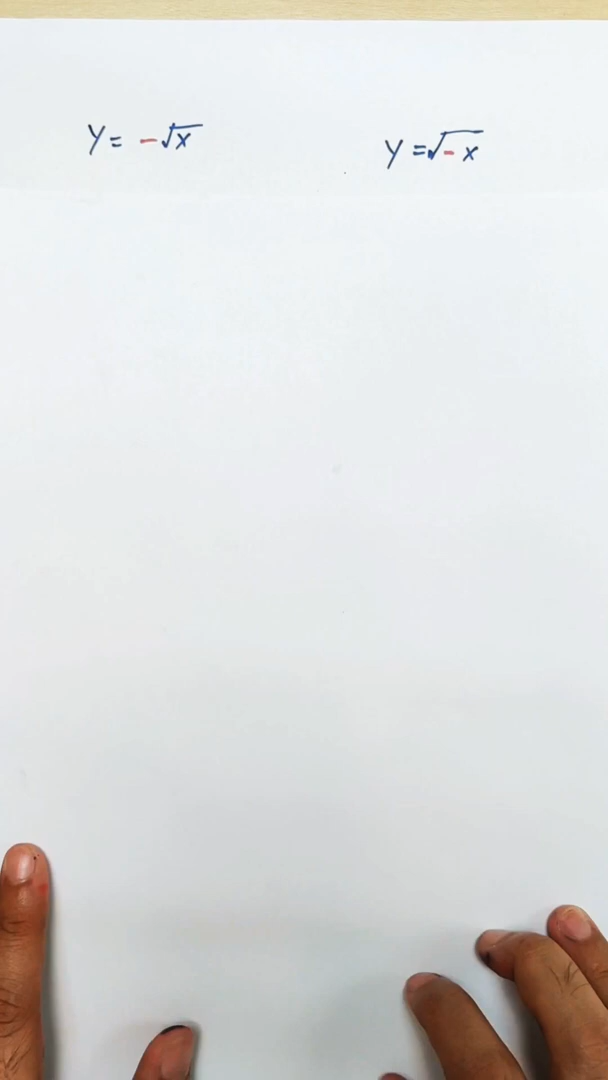 y = -√x
y = √-x